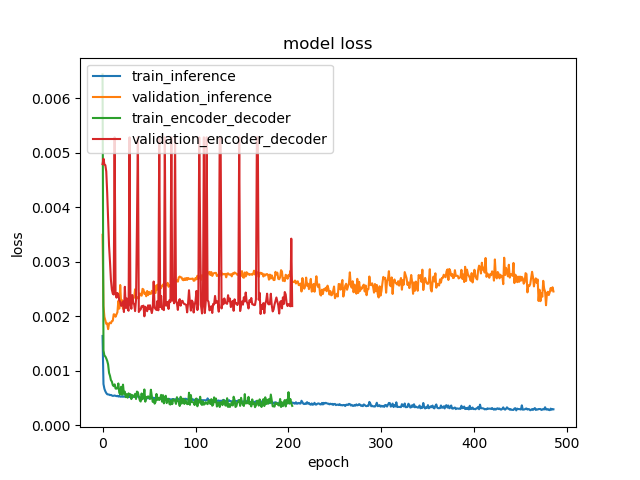 model loss
train_inference
validation_inference
train_encoder_decoder
validation_encoder_decoder
0.006
0.005
0.004
0.003
0.002
0.001
0.000
loss
0 100 200 300 400 500
epoch